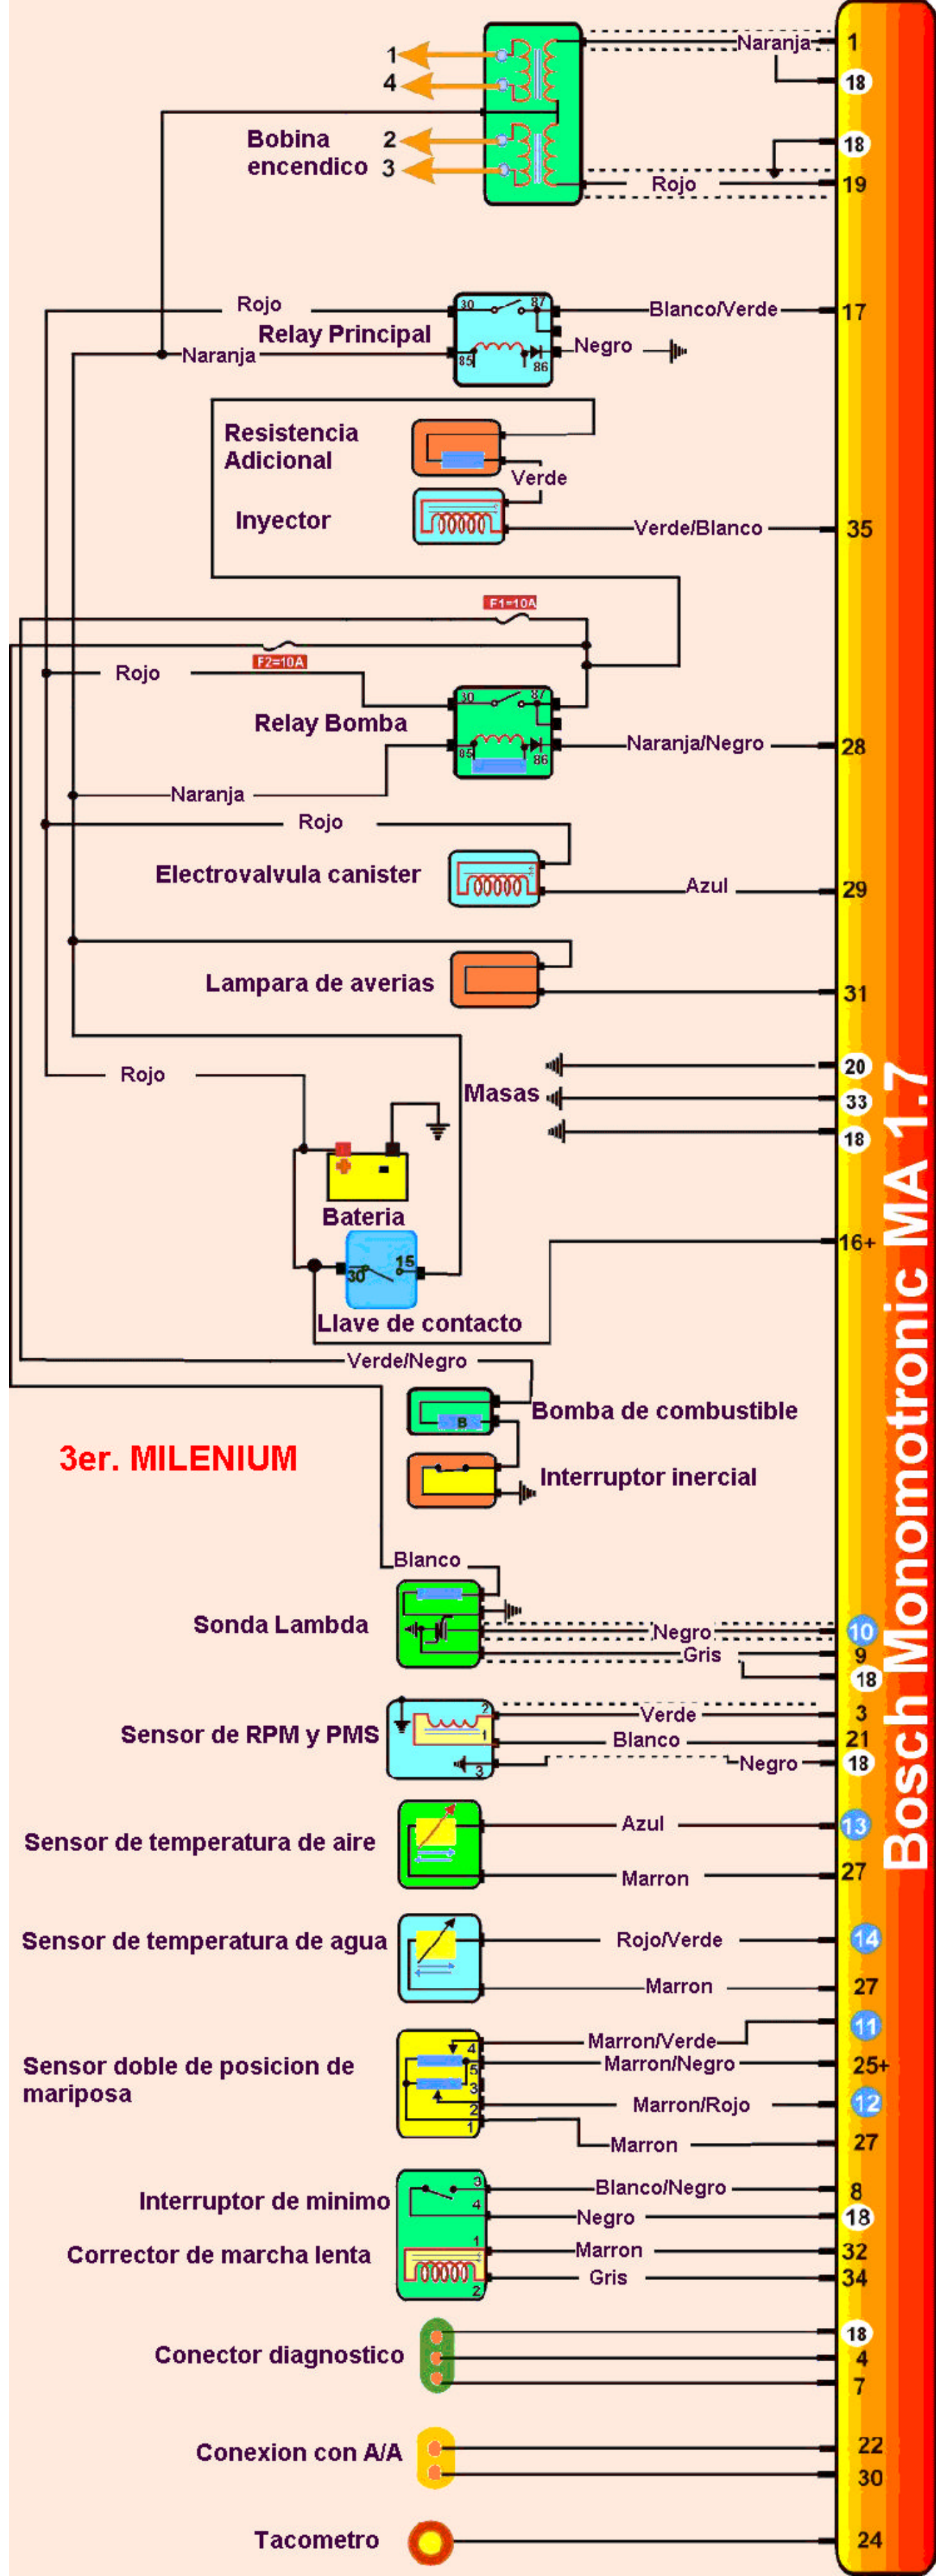 1
Naranja
1
4
18
Bobina
encendico
2
3
18
Rojo
19
Rojo
30
87
Blanco/Verde
17
Relay Principal
Naranja
85
86
Negro
Resistencia
Adicional
Verde
Inyector
Verde/Blanco
35
F1=10A
F2=10A
Rojo
30
87
Relay Bomba
85
86
Naranja/Negro
28
Naranja
Rojo
Electrovalvula canister
Azul
29
Lampara de averias
31
Rojo
20
Masas
33
18
Bateria
16+
30
15
Llave de contacto
Verde/Negro
Bomba de combustible
B
3er. MILENIUM
Interruptor inercial
Blanco
Sonda Lambda
Negro
10
Gris
9
18
Sensor de RPM y PMS
2
Verde
3
1
Blanco
21
3
Negro
18
Sensor de temperatura de aire
Azul
13
Marron
27
Sensor de temperatura de agua
Rojo/Verde
14
Marron
27
Sensor doble de posicion de
mariposa
4
Marron/Verde
11
5
Marron/Negro
25+
3
2
Marron/Rojo
12
1
Marron
27
Interruptor de minimo
3
Blanco/Negro
8
4
Negro
18
Corrector de marcha lenta
1
Marron
32
2
Gris
34
Conector diagnostico
18
4
7
Conexion con A/A
22
30
Tacometro
24
Bosch Monomotronic MA 1.7